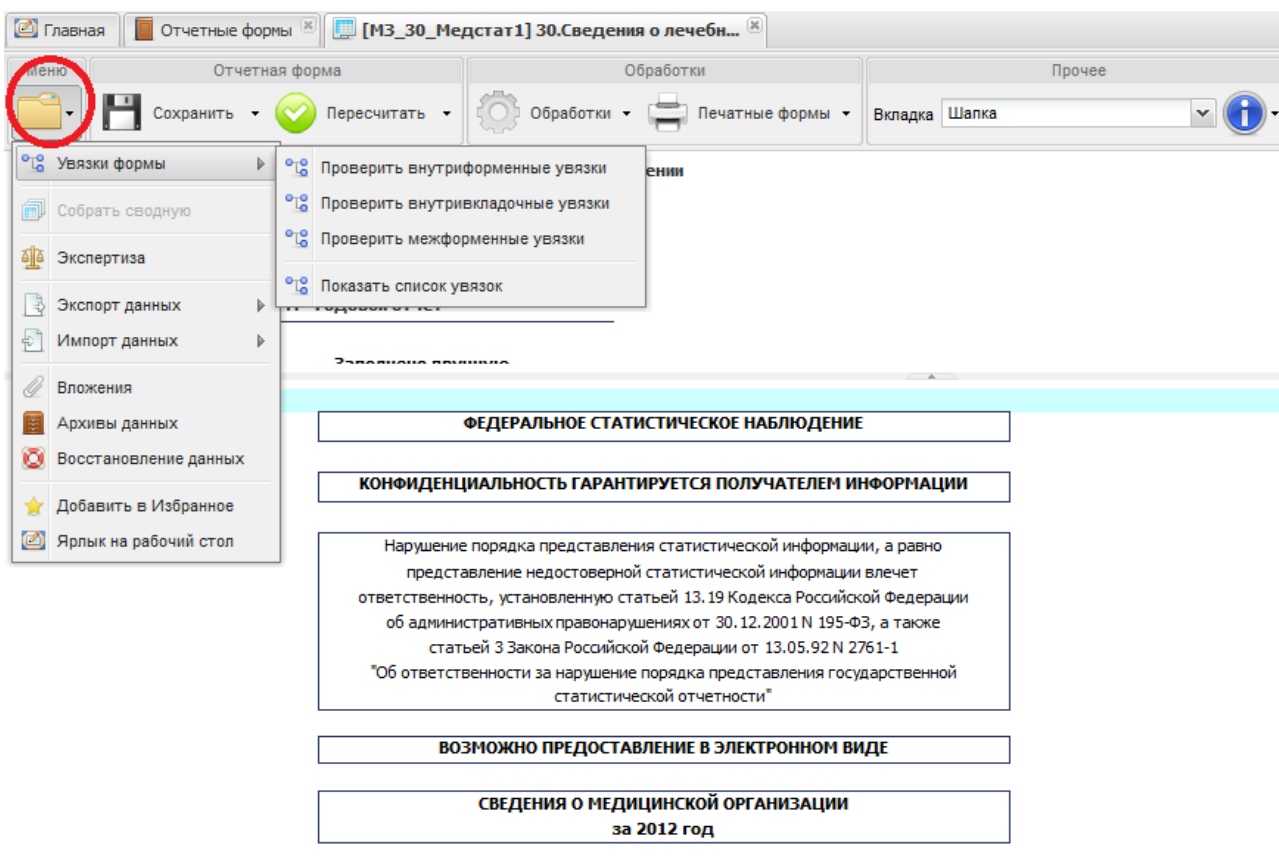 Главная
Отчетные формы
[МЗ_30_Медстат1] 30.Сведения о лечебн...
Меню
Отчетная форма
Обработки
Прочее
Сохранить
Пересчитать
Обработки
Печатные формы
Вкладка
Шапка
Увязки формы
Собрать сводную
Экспертиза
Экспорт данных
Импорт данных
Вложения
Архивы данных
Восстановление данных
Добавить в Избранное
Ярлык на рабочий стол
Проверить внутриформенные увязки
Проверить внутривкладочные увязки
Проверить межформенные увязки
Показать список увязок
ении
Заполнено вручную
ФЕДЕРАЛЬНОЕ СТАТИСТИЧЕСКОЕ НАБЛЮДЕНИЕ
КОНФИДЕНЦИАЛЬНОСТЬ ГАРАНТИРУЕТСЯ ПОЛУЧАТЕЛЕМ ИНФОРМАЦИИ
Нарушение порядка представления статистической информации, а равно
представление недостоверной статистической информации влечет
ответственность, установленную статьей 13.19 Кодекса Российской Федерации
об административных правонарушениях от 30.12.2001 N 195-ФЗ, а также
статьей 3 Закона Российской Федерации от 13.05.92 N 2761-1
"Об ответственности за нарушение порядка представления государственной
статистической отчетности"
ВОЗМОЖНО ПРЕДОСТАВЛЕНИЕ В ЭЛЕКТРОННОМ ВИДЕ
СВЕДЕНИЯ О МЕДИЦИНСКОЙ ОРГАНИЗАЦИИ
за 2012 год